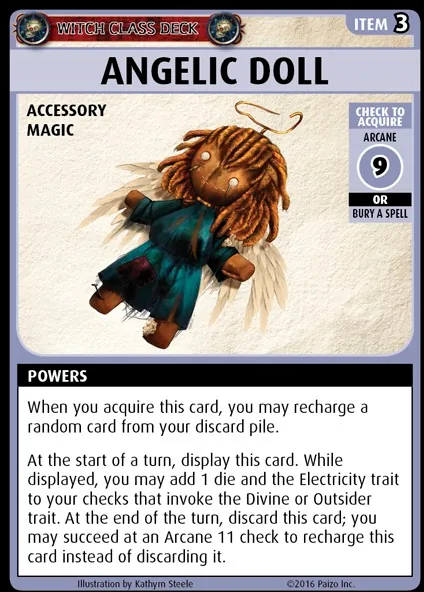 WITCH CLASS DECK
ITEM 3
ANGELIC DOLL
ACCESSORY
MAGIC
CHECK TO
ACQUIRE
ARCANE
9
OR
BURY A SPELL
POWERS
When you acquire this card, you may recharge a
random card from your discard pile.
At the start of a turn, display this card. While
displayed, you may add 1 die and the Electricity trait
to your checks that invoke the Divine or Outsider
trait. At the end of the turn, discard this card; you
may succeed at an Arcane 11 check to recharge this
card instead of discarding it.
Illustration by Kathrym Steele
©2016 Paizo Inc.